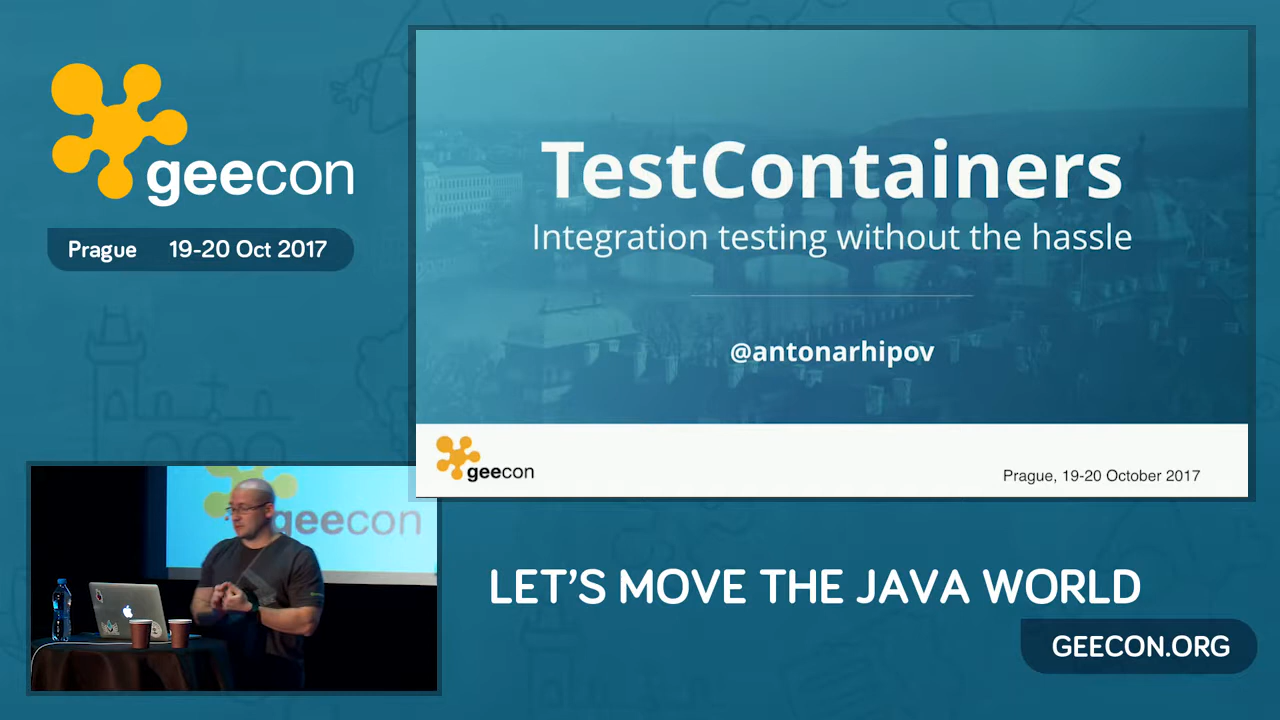 geecon
Prague 19-20 Oct 2017
TestContainers
Integration testing without the hassle
@antonarhipov
geecon
Prague, 19-20 October 2017
geecon
LET'S MOVE THE JAVA WORLD
GEECON.ORG